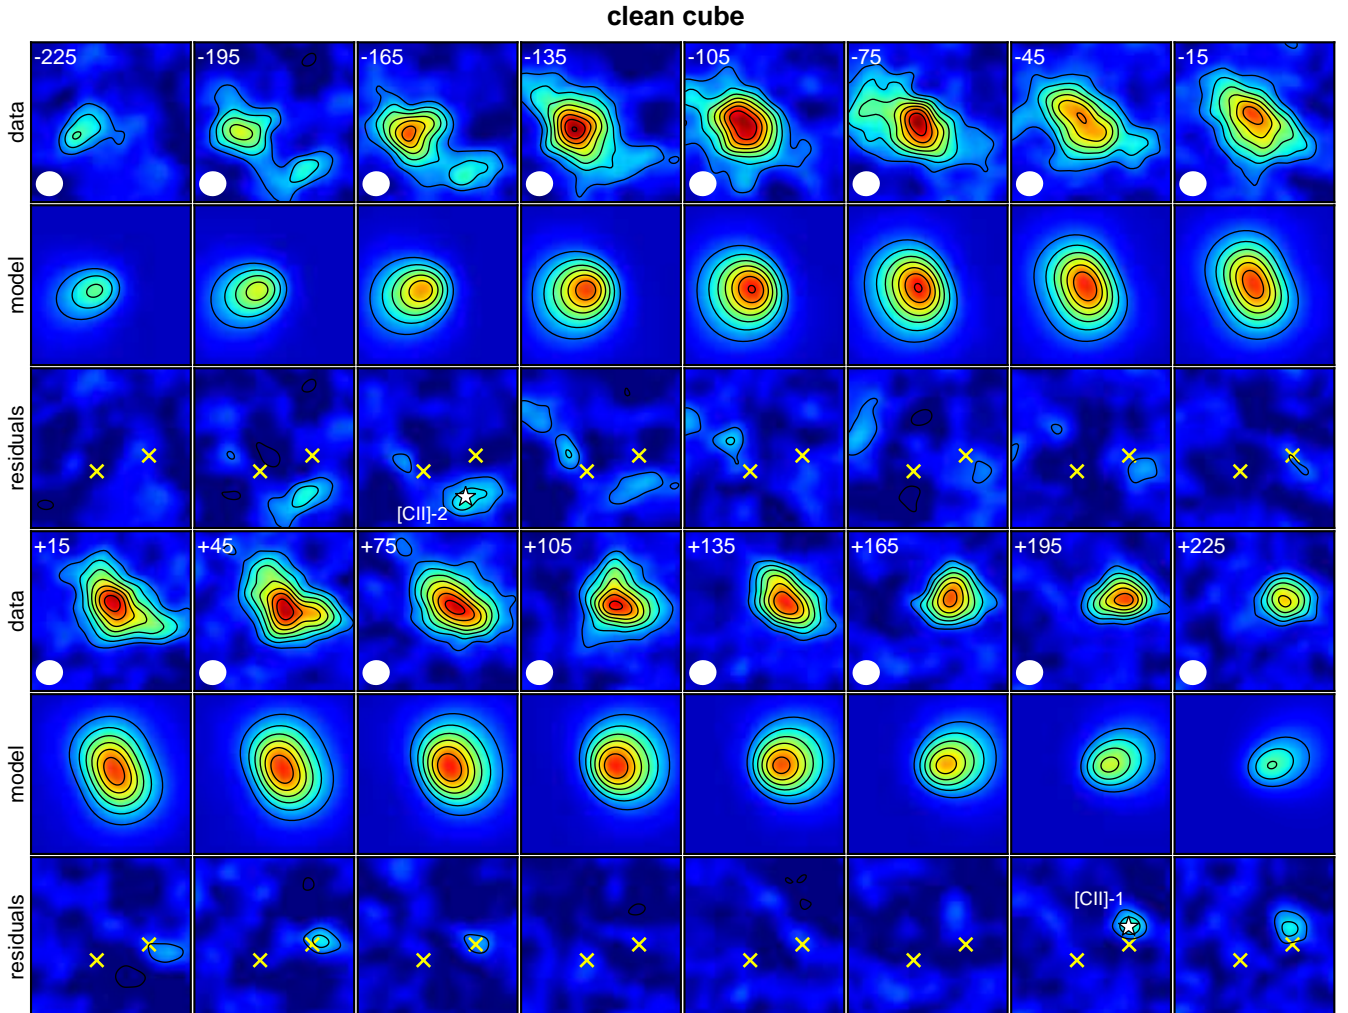 clean cube
data
-225 -195 -165 -135 -105 -75 -45 -15
model
residuals
[CII]-2
data
+15 +45 +75 +105 +135 +165 +195 +225
model
residuals
[CII]-1